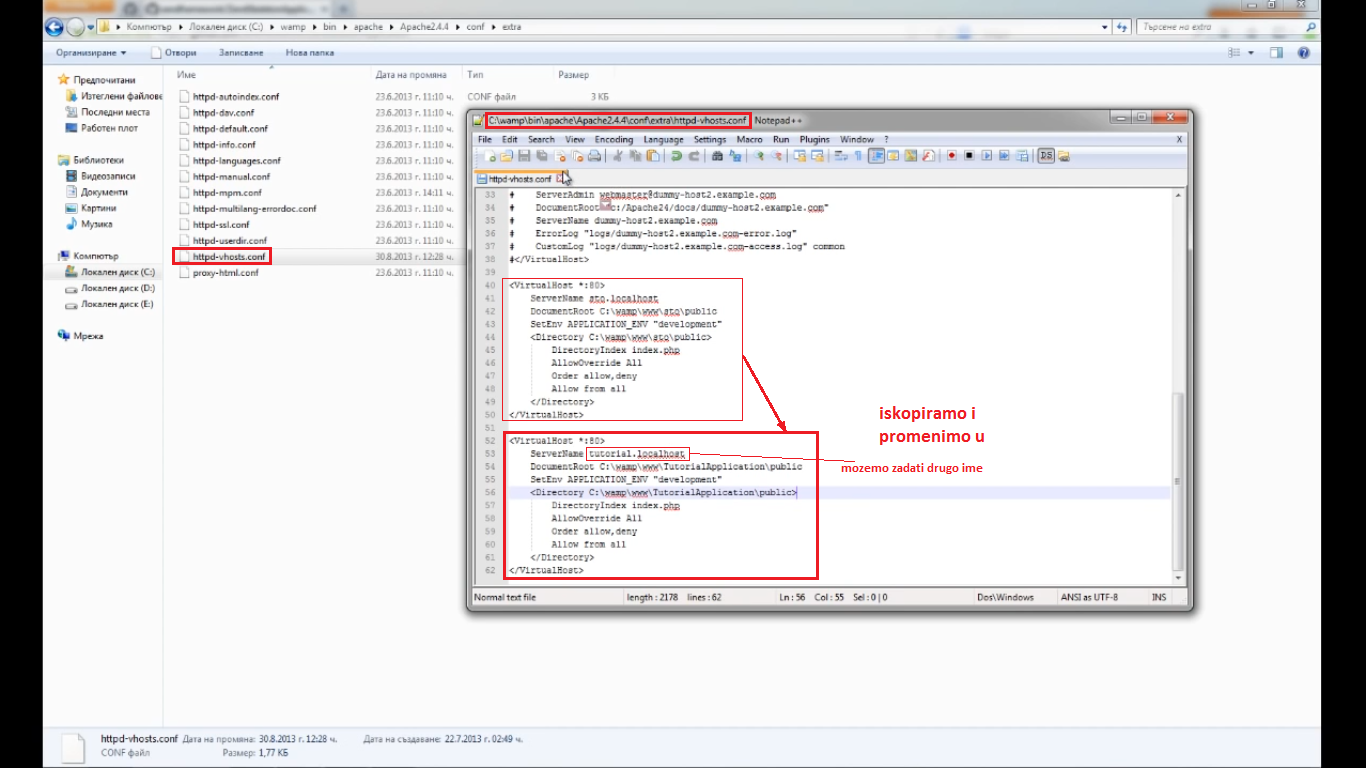 Компютър ▸ Локален диск (C:) ▸ wamp ▸ bin ▸ apache ▸ Apache2.4.4 ▸ conf ▸ extra
Търсене на extra
Организиране Отвори Записване Нова папка
Име Дата на промяна Тип Размер
Предпочитани
Изтеглени файлове
Последни места
Работен плот
Библиотеки
Видеозаписи
Документи
Картини
Музика
Компютър
Локален диск (C:)
Локален диск (D:)
Локален диск (E:)
Мрежа
httpd-autoindex.conf 23.6.2013 г. 11:10 ч. CONF файл 3 КБ
httpd-dav.conf 23.6.2013 г. 11:10 ч.
httpd-default.conf 23.6.2013 г. 11:10 ч.
httpd-info.conf 23.6.2013 г. 11:10 ч.
httpd-languages.conf 23.6.2013 г. 11:10 ч.
httpd-manual.conf 23.6.2013 г. 11:10 ч.
httpd-mpm.conf 23.6.2013 г. 14:11 ч.
httpd-multilang-errordoc.conf 23.6.2013 г. 11:10 ч.
httpd-ssl.conf 23.6.2013 г. 11:10 ч.
httpd-userdir.conf 23.6.2013 г. 11:10 ч.
httpd-vhosts.conf 30.8.2013 г. 12:28 ч.
proxy-html.conf 23.6.2013 г. 11:10 ч.
C:\wamp\bin\apache\Apache2.4.4\conf\extra\httpd-vhosts.conf Notepad++
File Edit Search View Encoding Language Settings Macro Run Plugins Window ? X
httpd-vhosts.conf
33 # ServerAdmin webmaster@dummy-host2.example.com
34 # DocumentRoot "c:/Apache24/docs/dummy-host2.example.com"
35 # ServerName dummy-host2.example.com
36 # ErrorLog "logs/dummy-host2.example.com-error.log"
37 # CustomLog "logs/dummy-host2.example.com-access.log" common
38 #</VirtualHost>
39
40 <VirtualHost *:80>
41 ServerName sto.localhost
42 DocumentRoot C:\wamp\www\sto\public
43 SetEnv APPLICATION_ENV "development"
44 <Directory C:\wamp\www\sto\public>
45 DirectoryIndex index.php
46 AllowOverride All
47 Order allow,deny
48 Allow from all
49 </Directory>
50 </VirtualHost>
51
52 <VirtualHost *:80>
53 ServerName tutorial.localhost
54 DocumentRoot C:\wamp\www\TutorialApplication\public
55 SetEnv APPLICATION_ENV "development"
56 <Directory C:\wamp\www\TutorialApplication\public>
57 DirectoryIndex index.php
58 AllowOverride All
59 Order allow,deny
60 Allow from all
61 </Directory>
62 </VirtualHost>
iskopiramo i
promenimo u
mozemo zadati drugo ime
Normal text file length : 2178 lines : 62 Ln : 56 Col : 55 Sel : 0 | 0 Dos\Windows ANSI as UTF-8 INS
httpd-vhosts.conf Дата на промяна: 30.8.2013 г. 12:28 ч. Дата на създаване: 22.7.2013 г. 02:49 ч.
CONF файл Размер: 1,77 КБ